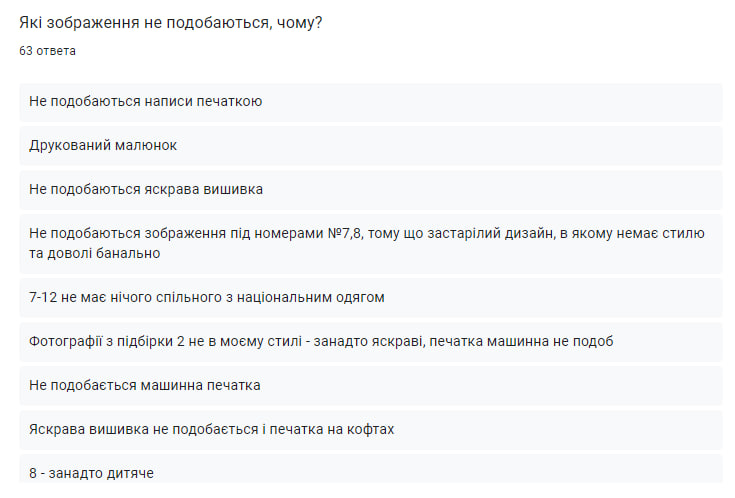 Які зображення не подобаються, чому?
63 ответа
Не подобаються написи печаткою
Друкований малюнок
Не подобаються яскрава вишивка
Не подобаються зображення під номерами №7,8, тому що застарілий дизайн, в якому немає стилю
та доволі банально
7-12 не має нічого спільного з національним одягом
Фотографії з підбірки 2 не в моєму стилі - занадто яскраві, печатка машинна не подоб
Не подобається машинна печатка
Яскрава вишивка не подобається і печатка на кофтах
8 - занадто дитяче